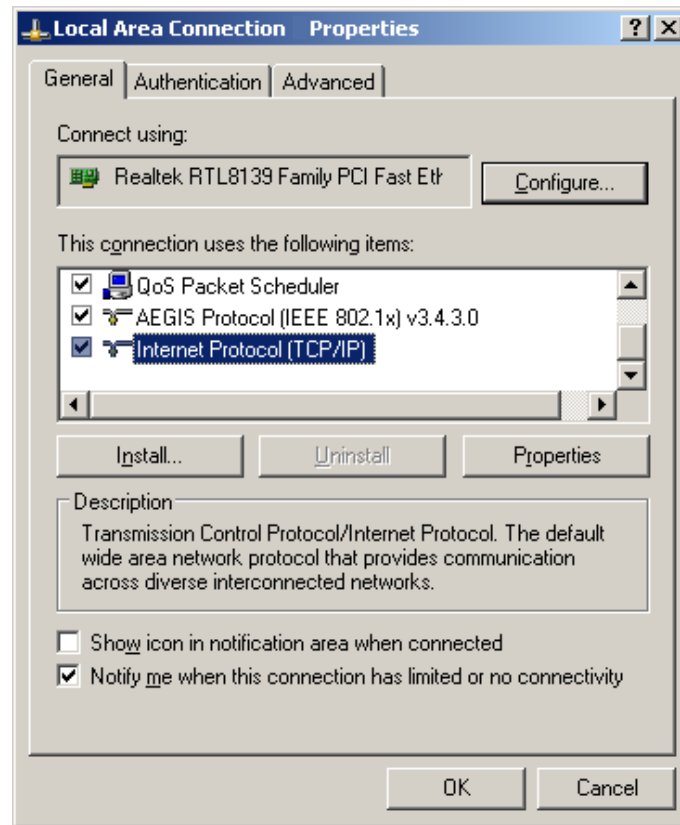 Local Area Connection Properties
General
Authentication
Advanced
Connect using:
Realtek RTL8139 Family PCI Fast Eth
Configure...
This connection uses the following items:
QoS Packet Scheduler
AEGIS Protocol (IEEE 802.1x) v3.4.3.0
Internet Protocol (TCP/IP)
Install...
Uninstall
Properties
Description
Transmission Control Protocol/Internet Protocol. The default
wide area network protocol that provides communication
across diverse interconnected networks.
Show icon in notification area when connected
Notify me when this connection has limited or no connectivity
OK
Cancel